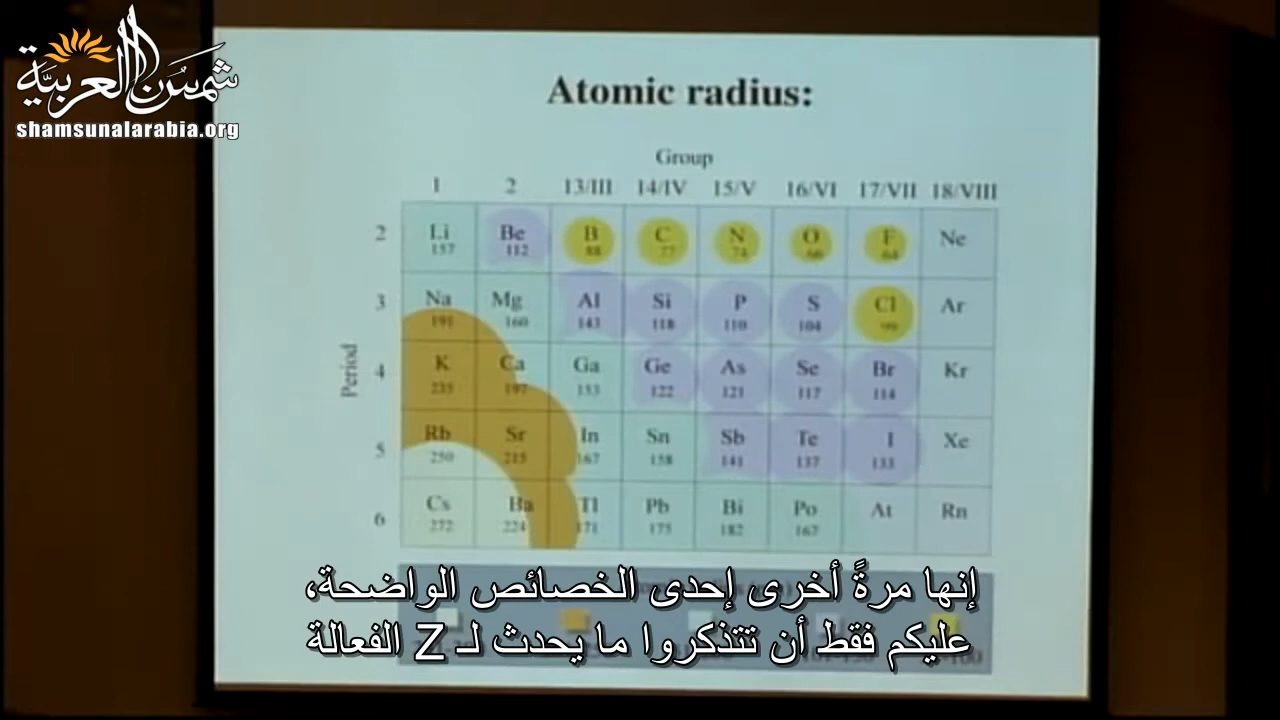 شمس العربية
shamsunalarabia.org
Atomic radius:
Group
1 2 13/III 14/IV 15/V 16/VI 17/VII 18/VIII
Period
2 Li Be B C N O F Ne
157 112 88 77 74 66 64
3 Na Mg Al Si P S Cl Ar
191 160 143 118 110 104 99
4 K Ca Ga Ge As Se Br Kr
235 197 153 122 121 117 114
5 Rb Sr In Sn Sb Te I Xe
250 215 167 158 141 137 133
6 Cs Ba Tl Pb Bi Po At Rn
272 224 171 175 182 167
إنها مرةً أخرى إحدى الخصائص الواضحة،
عليكم فقط أن تتذكروا ما يحدث لـ Z الفعالة